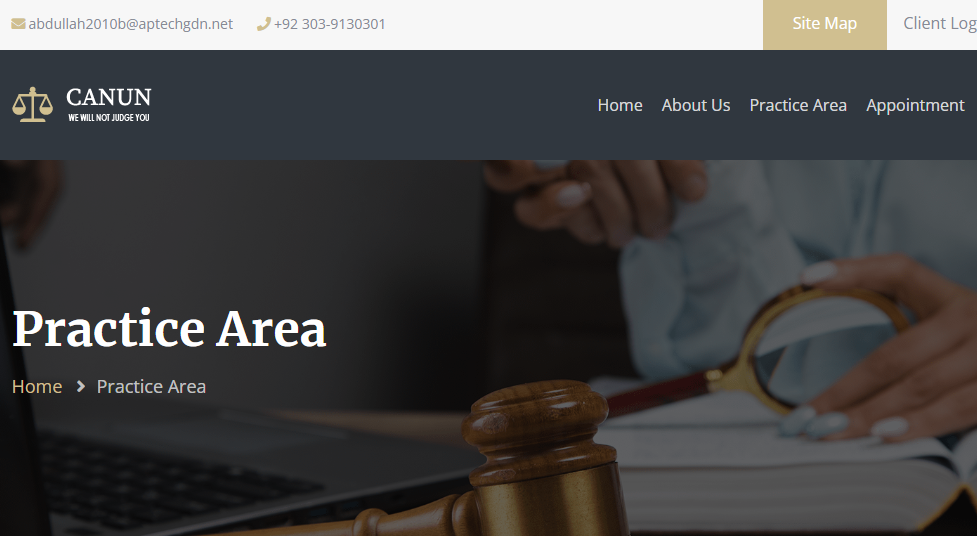 abdullah2010b@aptechgdn.net +92 303-9130301 Site Map Client Log
CANUN
WE WILL NOT JUDGE YOU
Home About Us Practice Area Appointment
Practice Area
Home > Practice Area